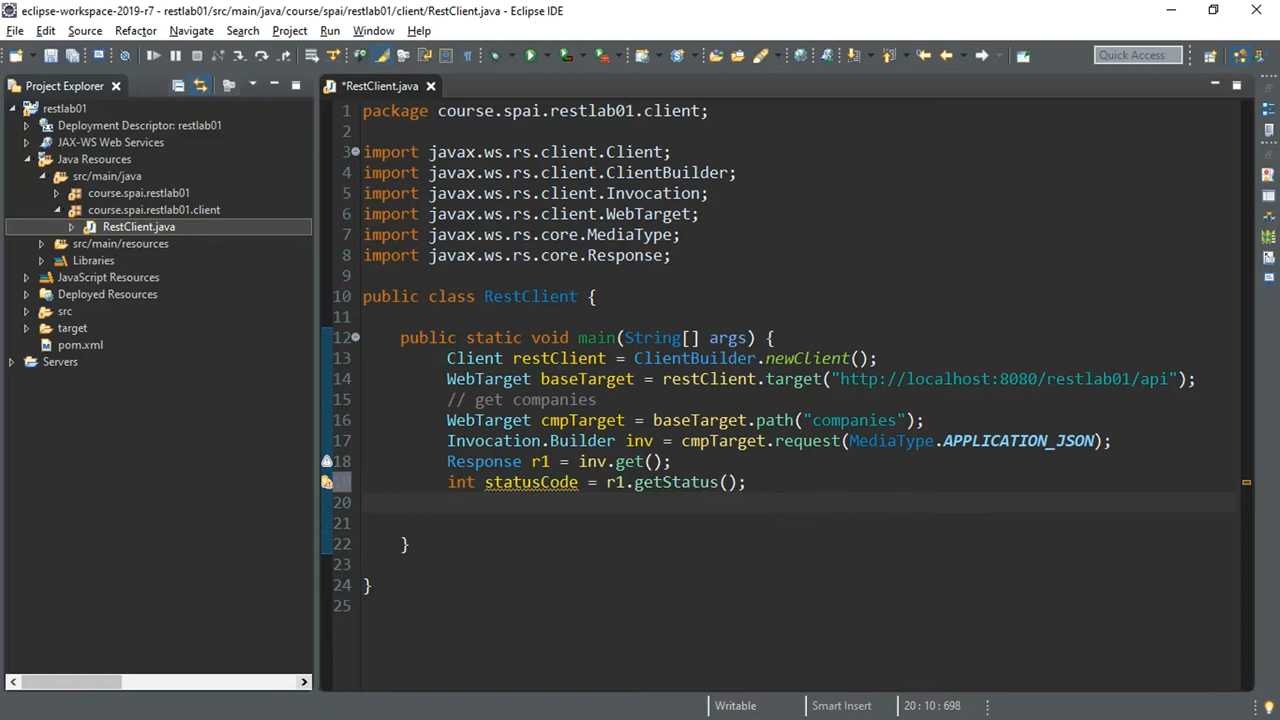 eclipse-workspace-2019-r7 - restlab01/src/main/java/course/spai/restlab01/client/RestClient.java - Eclipse IDE
File Edit Source Refactor Navigate Search Project Run Window Help
Quick Access
Project Explorer
*RestClient.java
restlab01
Deployment Descriptor: restlab01
JAX-WS Web Services
Java Resources
src/main/java
course.spai.restlab01
course.spai.restlab01.client
RestClient.java
src/main/resources
Libraries
JavaScript Resources
Deployed Resources
src
target
pom.xml
Servers
1 package course.spai.restlab01.client;
2
3 import javax.ws.rs.client.Client;
4 import javax.ws.rs.client.ClientBuilder;
5 import javax.ws.rs.client.Invocation;
6 import javax.ws.rs.client.WebTarget;
7 import javax.ws.rs.core.MediaType;
8 import javax.ws.rs.core.Response;
9
10 public class RestClient {
11
12 public static void main(String[] args) {
13 Client restClient = ClientBuilder.newClient();
14 WebTarget baseTarget = restClient.target("http://localhost:8080/restlab01/api");
15 // get companies
16 WebTarget cmpTarget = baseTarget.path("companies");
17 Invocation.Builder inv = cmpTarget.request(MediaType.APPLICATION_JSON);
18 Response r1 = inv.get();
int statusCode = r1.getStatus();
20
21
22 }
23
24 }
25
Writable Smart Insert 20 : 10 : 698